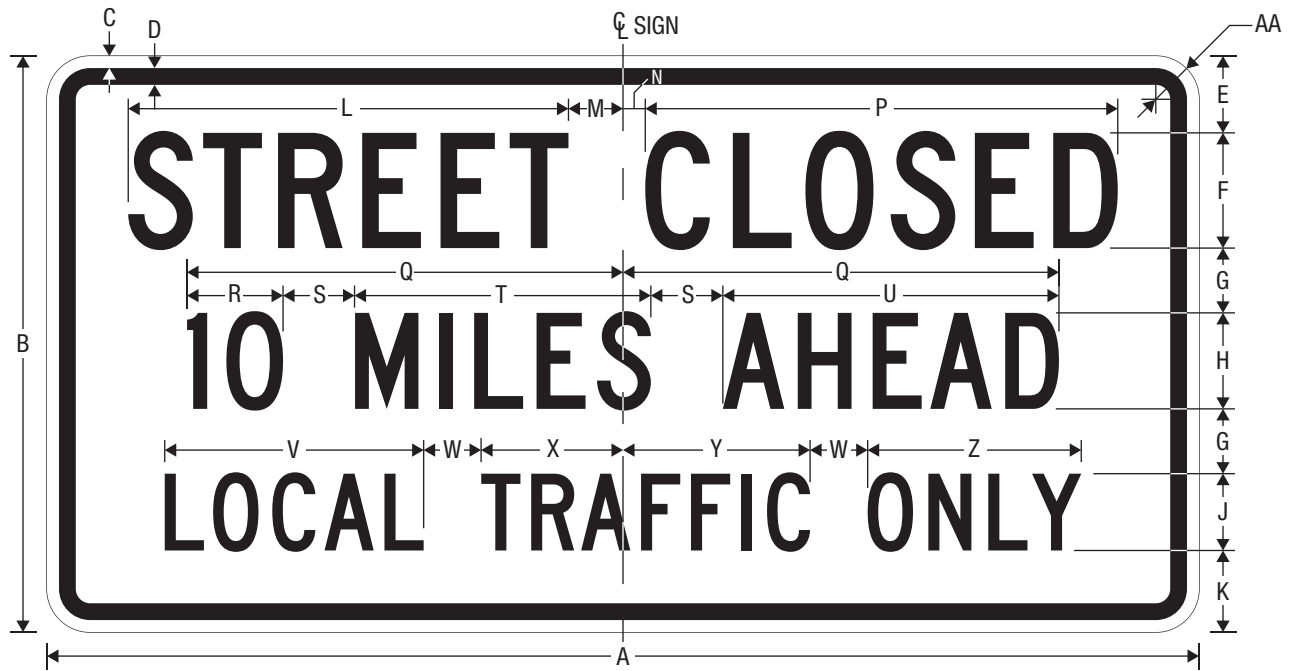 C
D
℄ SIGN
AA
N
L
M
P
E
STREET CLOSED
F
Q
Q
G
R
S
T
S
U
B
10 MILES AHEAD
H
V
W
X
Y
W
Z
G
LOCAL TRAFFIC ONLY
J
K
A